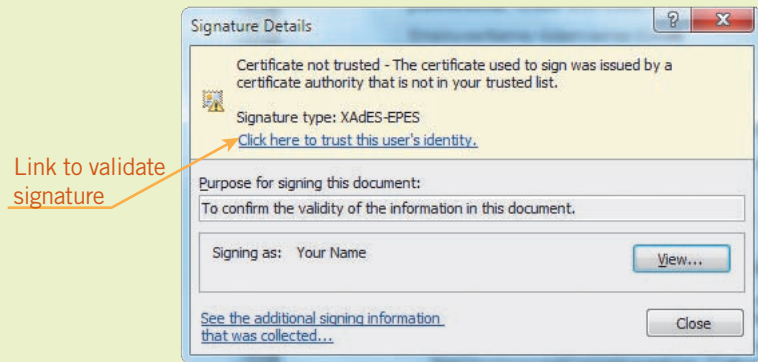 Signature Details
?
Certificate not trusted - The certificate used to sign was issued by a
certificate authority that is not in your trusted list.
Signature type: XAdES-EPES
Click here to trust this user's identity.
Link to validate
signature
Purpose for signing this document:
To confirm the validity of the information in this document.
Signing as: Your Name
View...
See the additional signing information
that was collected...
Close